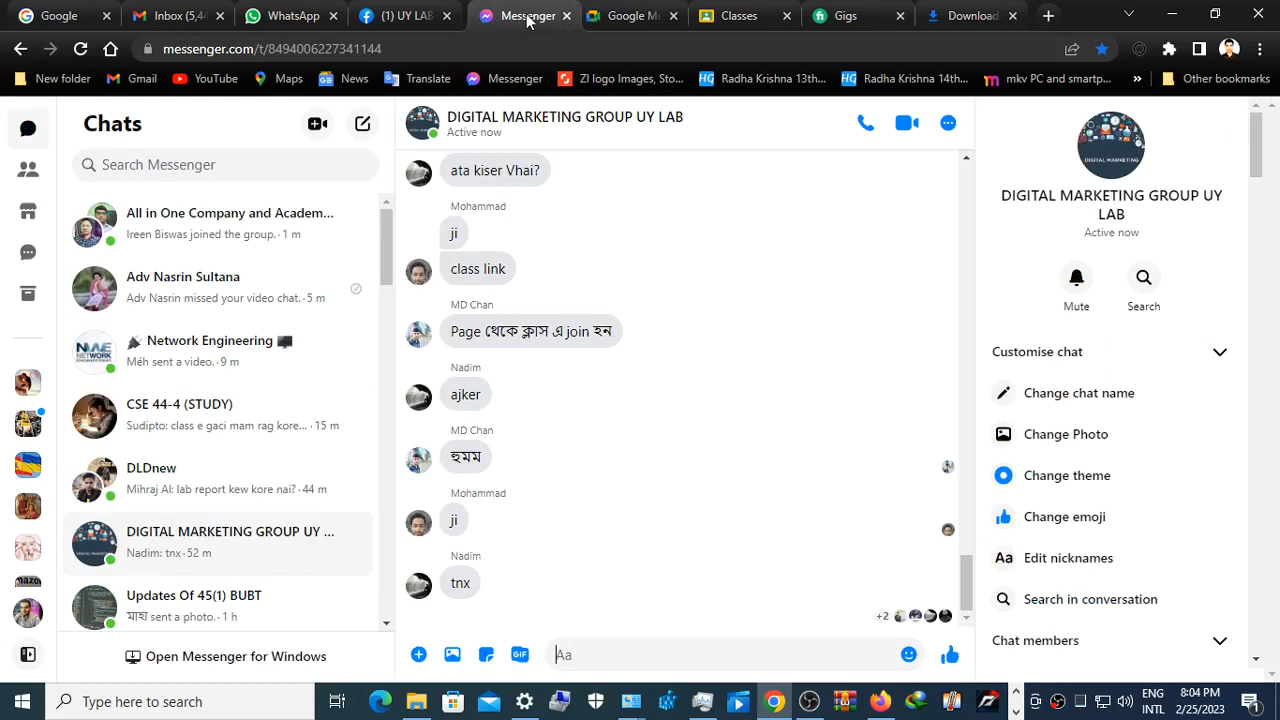 Google
Inbox (5,44
WhatsApp
(1) UY LAB
Messenger
Google Me
Classes
Gigs
Download
messenger.com/t/8494006227341144
New folder
Gmail
YouTube
Maps
News
Translate
Messenger
ZI logo Images, Sto...
Radha Krishna 13th...
Radha Krishna 14th...
mkv PC and smartp...
Other bookmarks
Chats
Search Messenger
All in One Company and Academ...
Ireen Biswas joined the group. · 1 m
Adv Nasrin Sultana
Adv Nasrin missed your video chat. · 5 m
Network Engineering
Méh sent a video. · 9 m
CSE 44-4 (STUDY)
Sudipto: class e gaci mam rag kore... · 15 m
DLDnew
Mihraj Al: lab report kew kore nai? · 44 m
DIGITAL MARKETING GROUP UY ...
Nadim: tnx · 52 m
Updates Of 45(1) BUBT
মাঘ sent a photo. · 1 h
Open Messenger for Windows
DIGITAL MARKETING GROUP UY LAB
Active now
ata kiser Vhai?
Mohammad
ji
class link
MD Chan
Page থেকে ক্লাস এ join হন
Nadim
ajker
MD Chan
হুমম
Mohammad
ji
Nadim
tnx
+2
Aa
GIF
DIGITAL MARKETING
DIGITAL MARKETING GROUP UY
LAB
Active now
Mute
Search
Customise chat
Change chat name
Change Photo
Change theme
Change emoji
Aa Edit nicknames
Search in conversation
Chat members
Type here to search
ENG
INTL
8:04 PM
2/25/2023